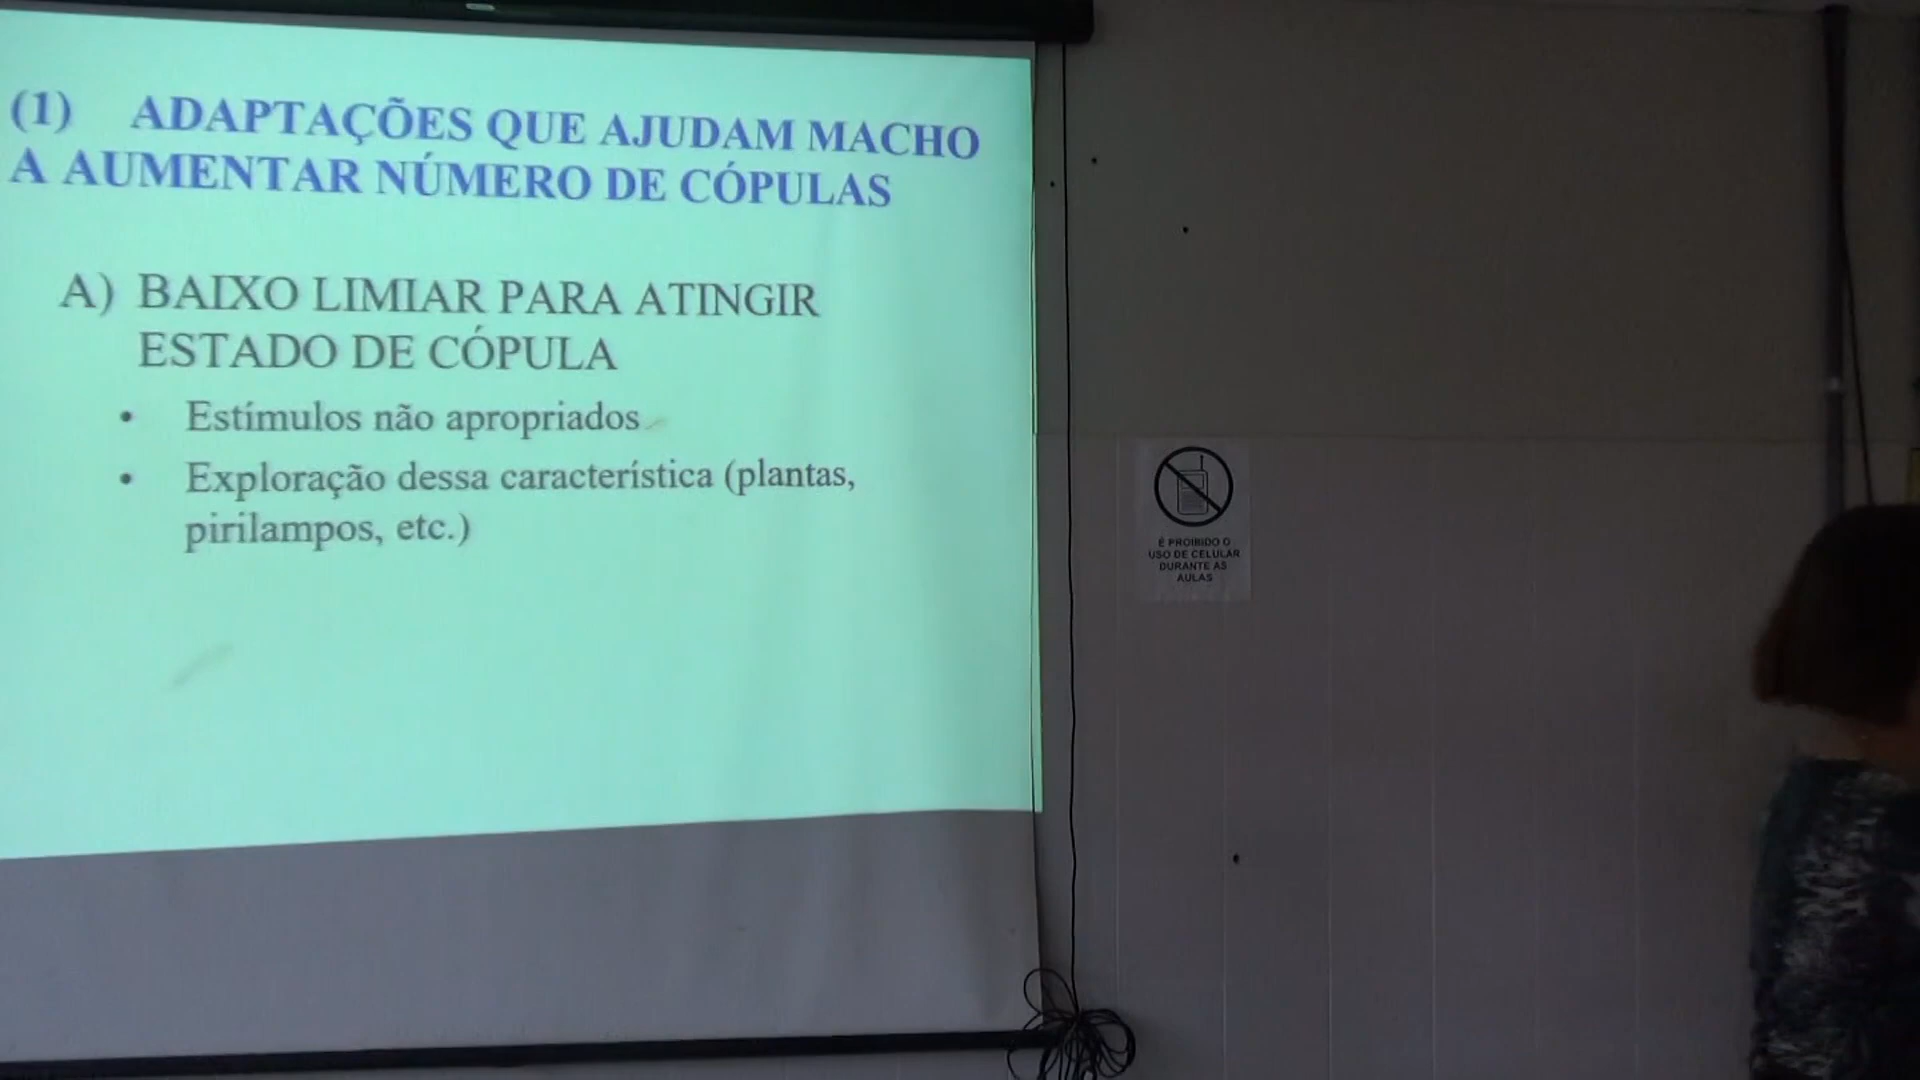 (1) ADAPTAÇÕES QUE AJUDAM MACHO
A AUMENTAR NÚMERO DE CÓPULAS
A) BAIXO LIMIAR PARA ATINGIR
ESTADO DE CÓPULA
• Estímulos não apropriados
• Exploração dessa característica (plantas,
pirilampos, etc.)
É PROIBIDO O
USO DE CELULAR
DURANTE AS
AULAS